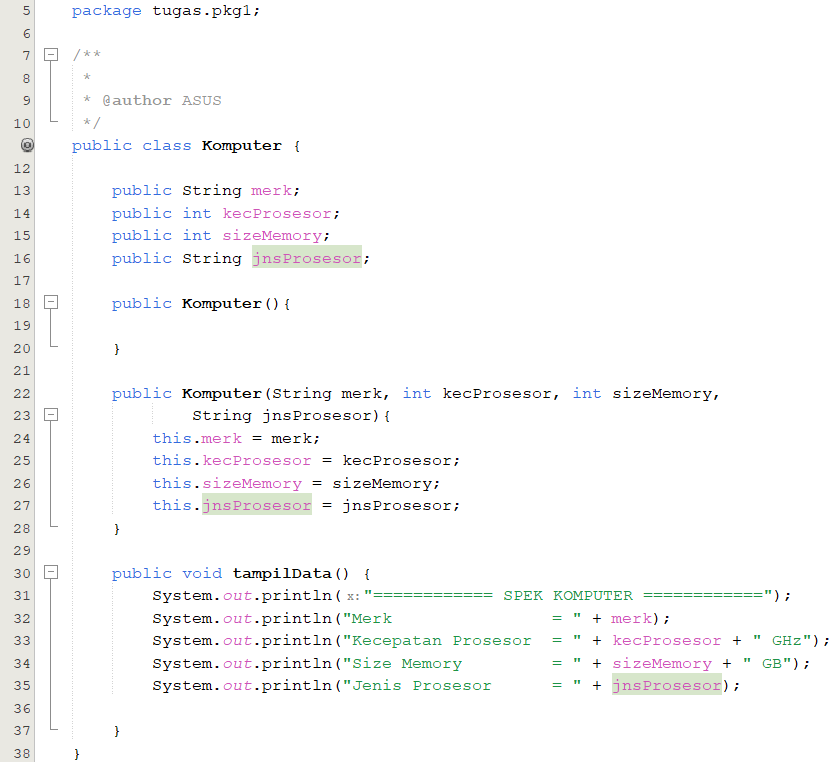 5 package tugas.pkg1;
6
7 /**
8 *
9 * @author ASUS
10 */
public class Komputer {
12
13 public String merk;
14 public int kecProsesor;
15 public int sizeMemory;
16 public String jnsProsesor;
17
18 public Komputer(){
19
20 }
21
22 public Komputer(String merk, int kecProsesor, int sizeMemory,
23 String jnsProsesor){
24 this.merk = merk;
25 this.kecProsesor = kecProsesor;
26 this.sizeMemory = sizeMemory;
27 this.jnsProsesor = jnsProsesor;
28 }
29
30 public void tampilData() {
31 System.out.println(x:"============ SPEK KOMPUTER ============");
32 System.out.println("Merk                = " + merk);
33 System.out.println("Kecepatan Prosesor  = " + kecProsesor + " GHz");
34 System.out.println("Size Memory         = " + sizeMemory + " GB");
35 System.out.println("Jenis Prosesor      = " + jnsProsesor);
36
37 }
38 }